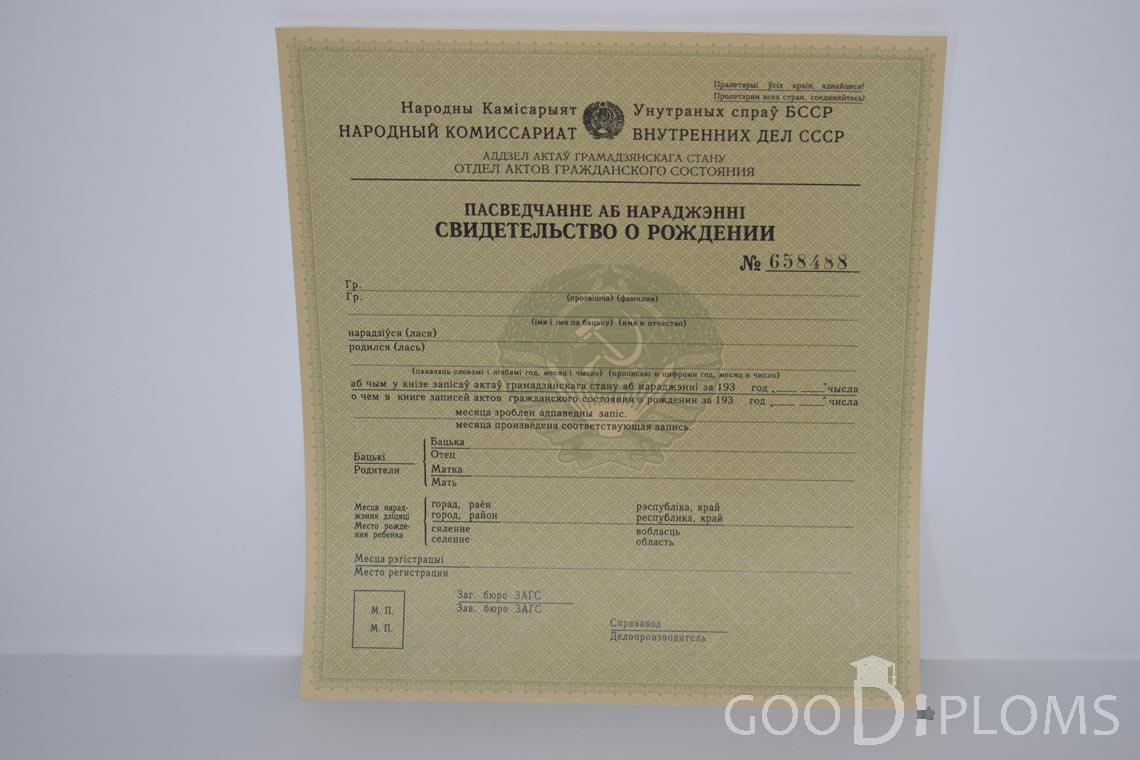 Пралетарыі ўсіх краін, яднайцеся!
Пролетарии всех стран, соединяйтесь!
Народны Камісарыят Унутраных спраў БССР
НАРОДНЫЙ КОМИССАРИАТ ВНУТРЕННИХ ДЕЛ СССР
АДДЗЕЛ АКТАЎ ГРАМАДЗЯНСКАГА СТАНУ
ОТДЕЛ АКТОВ ГРАЖДАНСКОГО СОСТОЯНИЯ
ПАСВЕДЧАННЕ АБ НАРАДЖЭННІ
СВИДЕТЕЛЬСТВО О РОЖДЕНИИ
№ 658488
Гр.
Гр.
(прозвішча) (фамилия)
(імя і імя па бацьку) (имя и отчество)
нарадзіўся (лася)
родился (лась)
(паказаць словамі і лічбамі год, месяц і чысло) (прописью и цифрами год, месяц и число)
аб чым у кнізе запісаў актаў грамадзянскага стану аб нараджэнні за 193 год „___ ___" чысла
о чем в книге записей актов гражданского состояния о рождении за 193 год „___ ___" числа
месяца зроблен адпаведны запіс.
месяца произведена соответствующая запись.
Бацькі
Родители
Бацька
Отец
Матка
Мать
Месца нарад-
жэння дзіцяці
Место рожде-
ния ребенка
горад, раён
город, район
сяленне
селение
рэспубліка, край
республика, край
вобласць
область
Месца рэгістрацыі
Место регистрации
М. П.
М. П.
Заг. бюро ЗАГС
Зав. бюро ЗАГС
Справавод
Делопроизводитель
GOODiPLOMS